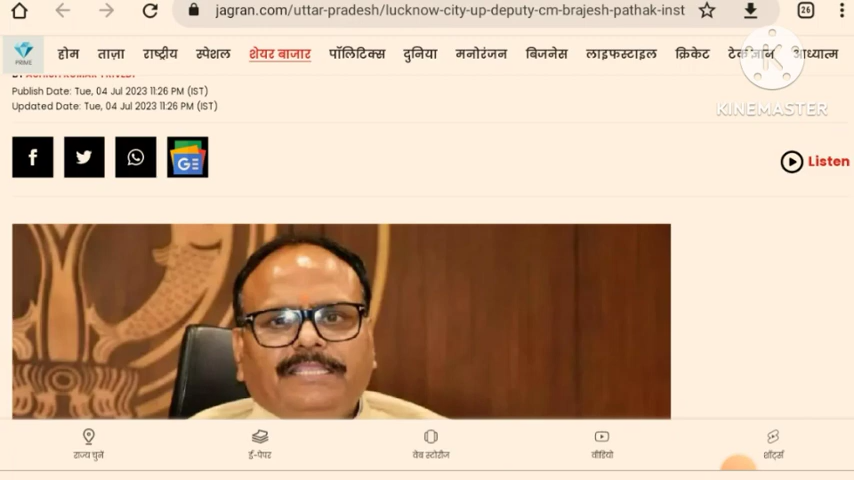 jagran.com/uttar-pradesh/lucknow-city-up-deputy-cm-brajesh-pathak-inst
26
PRIME
होम ताज़ा राष्ट्रीय स्पेशल शेयर बाजार पॉलिटिक्स दुनिया मनोरंजन बिजनेस लाइफस्टाइल क्रिकेट अध्यात्म
KINEMASTER
Publish Date: Tue, 04 Jul 2023 11:26 PM (IST)
Updated Date: Tue, 04 Jul 2023 11:26 PM (IST)
f
GE
Listen
राज्य चुनें ई-पेपर वेब स्टोरीज वीडियो शॉर्ट्स